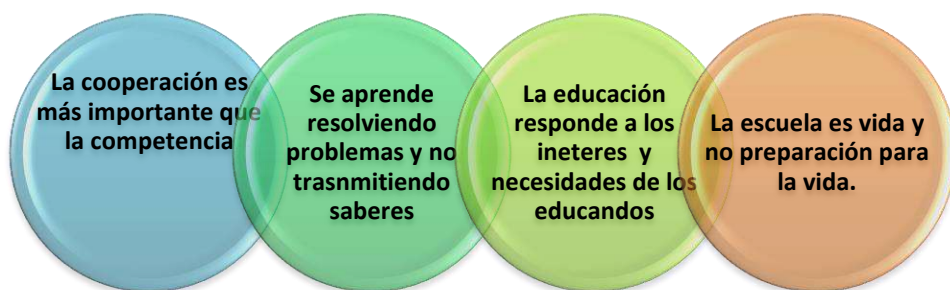 La cooperación es
más importante que
la competencia
Se aprende
resolviendo
problemas y no
trasnmitiendo
saberes
La educación
responde a los
ineteres y
necesidades de los
educandos
La escuela es vida y
no preparación para
la vida.